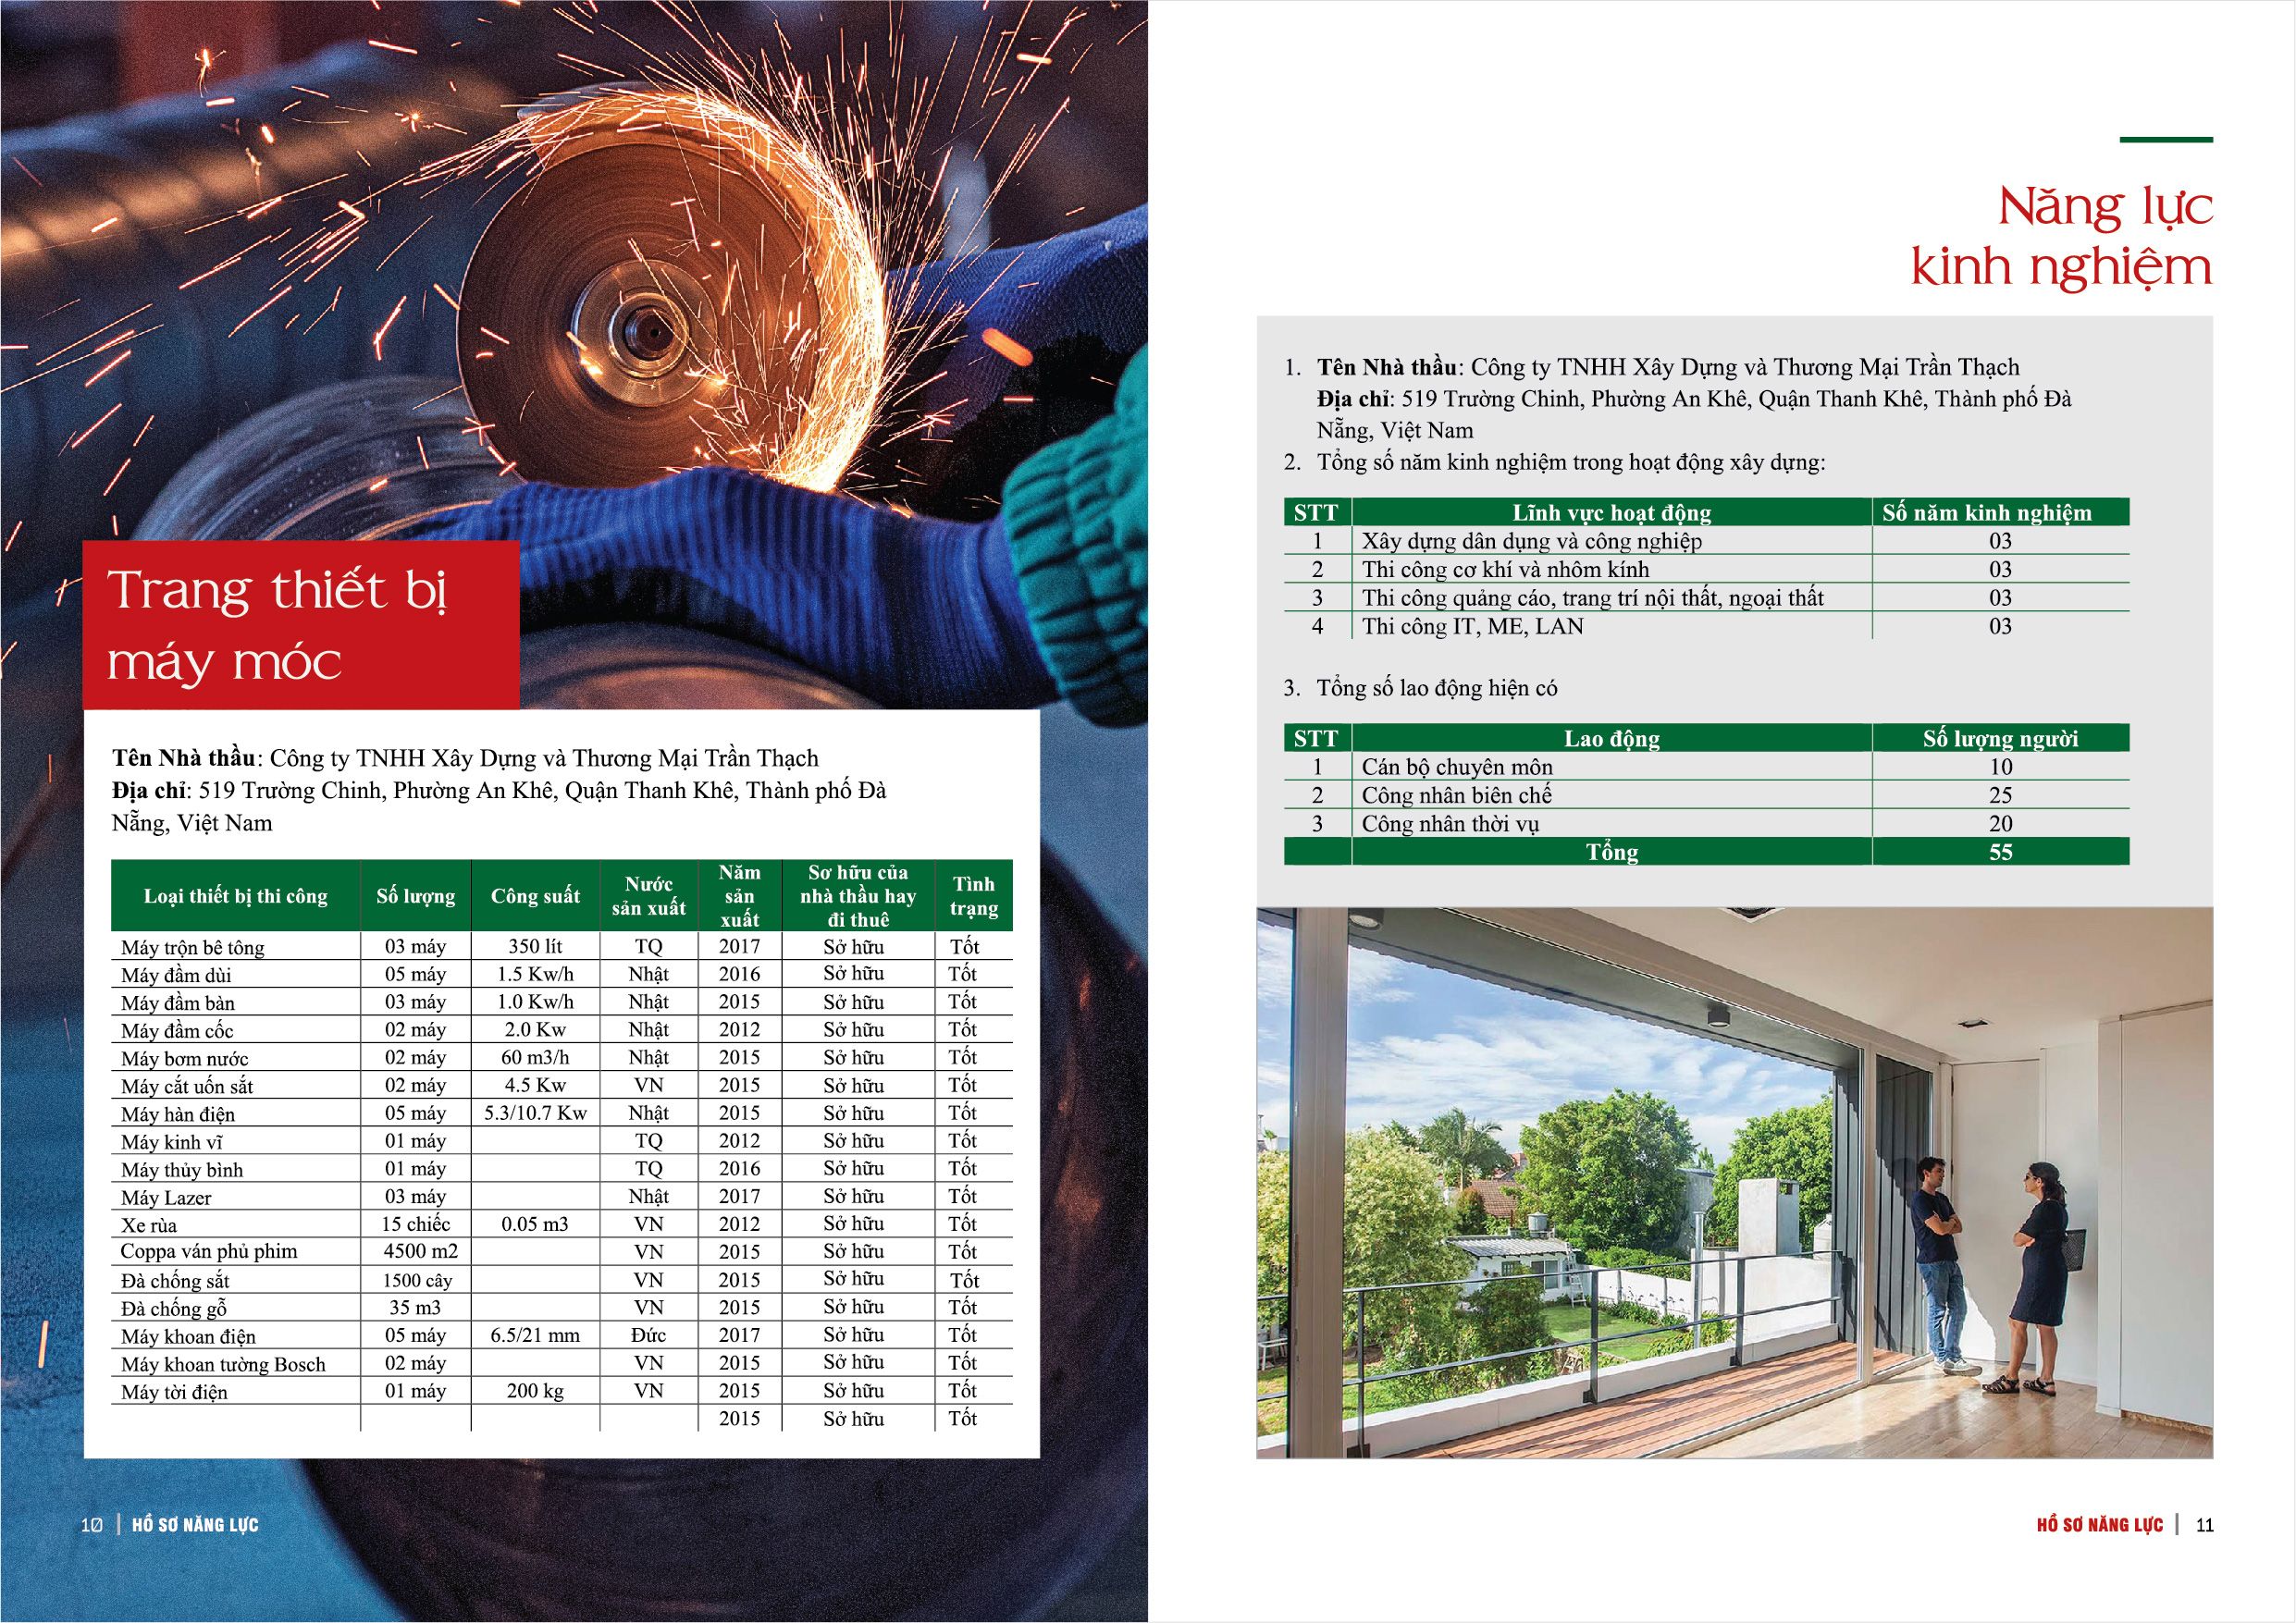 Trang thiết bị
máy móc
Tên Nhà thầu: Công ty TNHH Xây Dựng và Thương Mại Trần Thạch
Địa chỉ: 519 Trường Chinh, Phường An Khê, Quận Thanh Khê, Thành phố Đà
Nẵng, Việt Nam
Loại thiết bị thi công Số lượng Công suất Nước sản xuất Năm sản xuất Sơ hữu của nhà thầu hay đi thuê Tình trạng
Máy trộn bê tông 03 máy 350 lít TQ 2017 Sở hữu Tốt
Máy đầm dùi 05 máy 1.5 Kw/h Nhật 2016 Sở hữu Tốt
Máy đầm bàn 03 máy 1.0 Kw/h Nhật 2015 Sở hữu Tốt
Máy đầm cốc 02 máy 2.0 Kw Nhật 2012 Sở hữu Tốt
Máy bơm nước 02 máy 60 m3/h Nhật 2015 Sở hữu Tốt
Máy cắt uốn sắt 02 máy 4.5 Kw VN 2015 Sở hữu Tốt
Máy hàn điện 05 máy 5.3/10.7 Kw Nhật 2015 Sở hữu Tốt
Máy kinh vĩ 01 máy TQ 2012 Sở hữu Tốt
Máy thủy bình 01 máy TQ 2016 Sở hữu Tốt
Máy Lazer 03 máy Nhật 2017 Sở hữu Tốt
Xe rùa 15 chiếc 0.05 m3 VN 2012 Sở hữu Tốt
Coppa ván phủ phim 4500 m2 VN 2015 Sở hữu Tốt
Đà chống sắt 1500 cây VN 2015 Sở hữu Tốt
Đà chống gỗ 35 m3 VN 2015 Sở hữu Tốt
Máy khoan điện 05 máy 6.5/21 mm Đức 2017 Sở hữu Tốt
Máy khoan tường Bosch 02 máy VN 2015 Sở hữu Tốt
Máy tời điện 01 máy 200 kg VN 2015 Sở hữu Tốt
2015 Sở hữu Tốt
10 | HỒ SƠ NĂNG LỰC
Năng lực
kinh nghiệm
1. Tên Nhà thầu: Công ty TNHH Xây Dựng và Thương Mại Trần Thạch
Địa chỉ: 519 Trường Chinh, Phường An Khê, Quận Thanh Khê, Thành phố Đà
Nẵng, Việt Nam
2. Tổng số năm kinh nghiệm trong hoạt động xây dựng:
STT Lĩnh vực hoạt động Số năm kinh nghiệm
1 Xây dựng dân dụng và công nghiệp 03
2 Thi công cơ khí và nhôm kính 03
3 Thi công quảng cáo, trang trí nội thất, ngoại thất 03
4 Thi công IT, ME, LAN 03
3. Tổng số lao động hiện có
STT Lao động Số lượng người
1 Cán bộ chuyên môn 10
2 Công nhân biên chế 25
3 Công nhân thời vụ 20
Tổng 55
HỒ SƠ NĂNG LỰC | 11